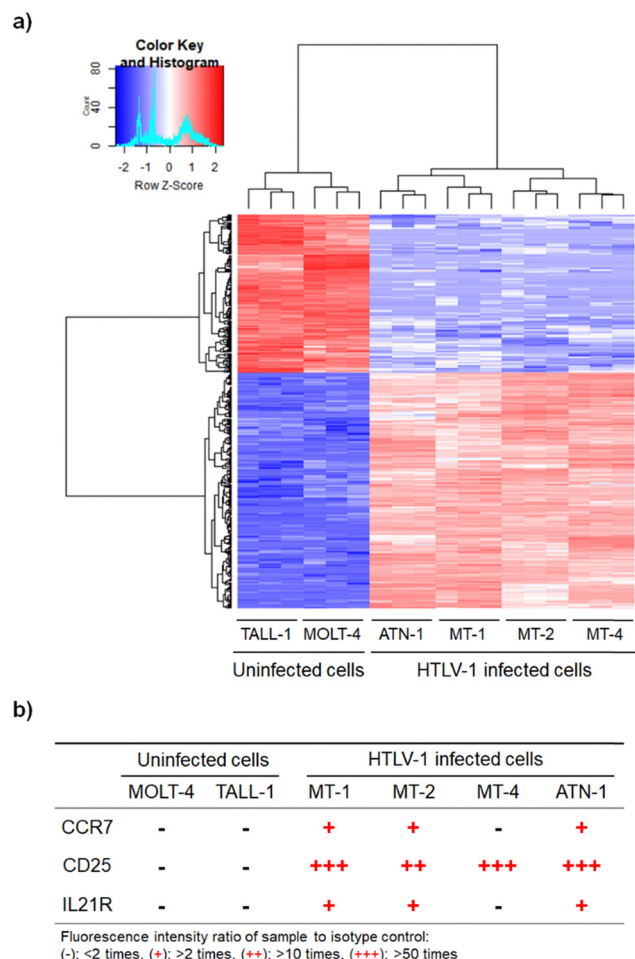 a)
Color Key
and Histogram
Count
0 40 80
-2 -1 0 1 2
Row Z-Score
TALL-1 MOLT-4 ATN-1 MT-1 MT-2 MT-4
Uninfected cells HTLV-1 infected cells
b)
Uninfected cells HTLV-1 infected cells
MOLT-4 TALL-1 MT-1 MT-2 MT-4 ATN-1
CCR7 - - + + - +
CD25 - - +++ ++ +++ +++
IL21R - - + + - +
Fluorescence intensity ratio of sample to isotype control:
(-): <2 times, (+): >2 times, (++): >10 times, (+++): >50 times